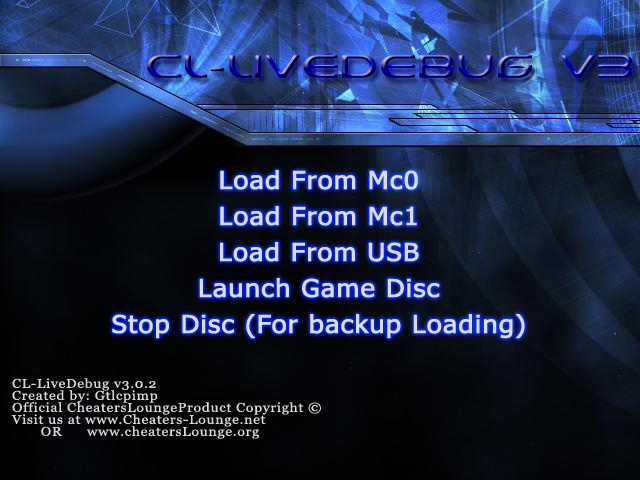 CL-LIVEDEBUG V3
Load From Mc0
Load From Mc1
Load From USB
Launch Game Disc
Stop Disc (For backup Loading)
CL-LiveDebug v3.0.2
Created by: Gtlcpimp
Official CheatersLoungeProduct Copyright ©
Visit us at www.Cheaters-Lounge.net
OR www.cheatersLounge.org